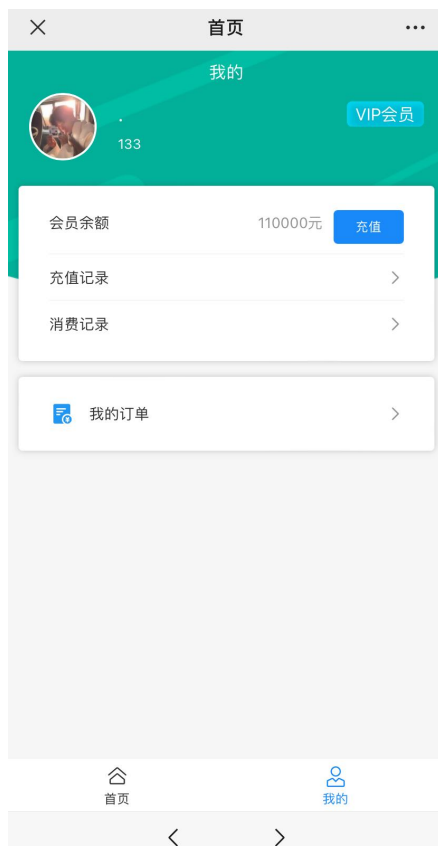 首页
我的
VIP会员
.
133
会员余额 110000元 充值
充值记录
消费记录
我的订单
首页 我的